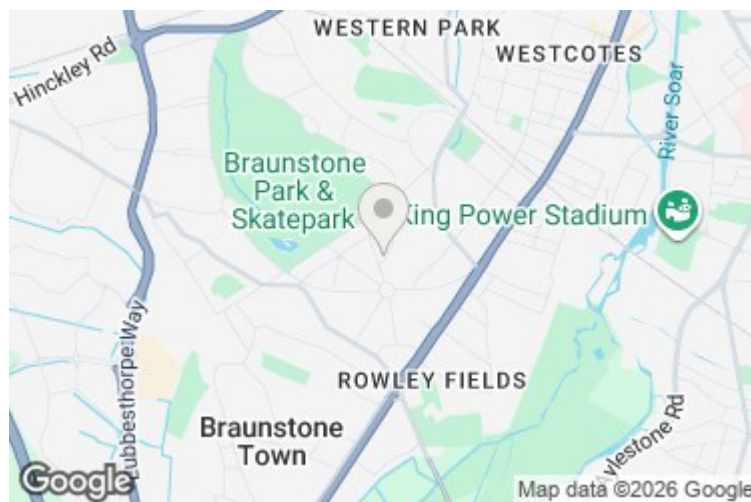 WESTERN PARK
WESTCOTES
Hinckley Rd
River Soar
Braunstone
Park &
Skatepark
King Power Stadium
Lubbesthorpe Way
ROWLEY FIELDS
Braunstone
Town
Aylestone Rd
Google
Map data ©2026 Google